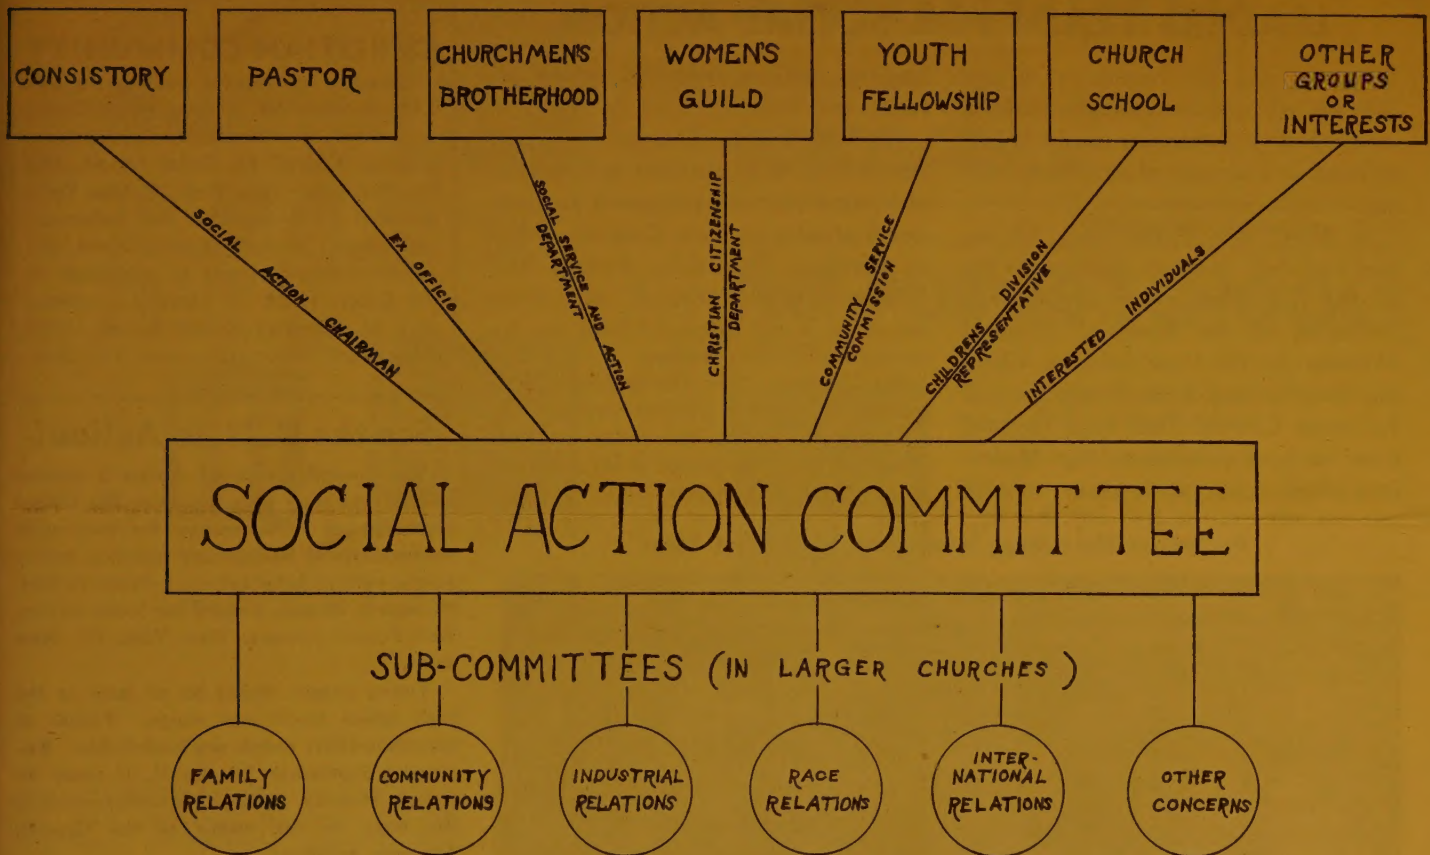 CONSISTORY
PASTOR
CHURCHMEN'S
BROTHERHOOD
WOMEN'S
GUILD
YOUTH
FELLOWSHIP
CHURCH
SCHOOL
OTHER
GROUPS
OR
INTERESTS
SOCIAL ACTION CHAIRMAN
EX OFFICIO
SOCIAL SERVICE AND ACTION
DEPARTMENT
CHRISTIAN CITIZENSHIP
DEPARTMENT
COMMUNITY SERVICE
COMMISSION
CHILDRENS DIVISION
REPRESENTATIVE
INTERESTED INDIVIDUALS
SOCIAL ACTION COMMITTEE
SUB-COMMITTEES (IN LARGER CHURCHES)
FAMILY
RELATIONS
COMMUNITY
RELATIONS
INDUSTRIAL
RELATIONS
RACE
RELATIONS
INTER-
NATIONAL
RELATIONS
OTHER
CONCERNS